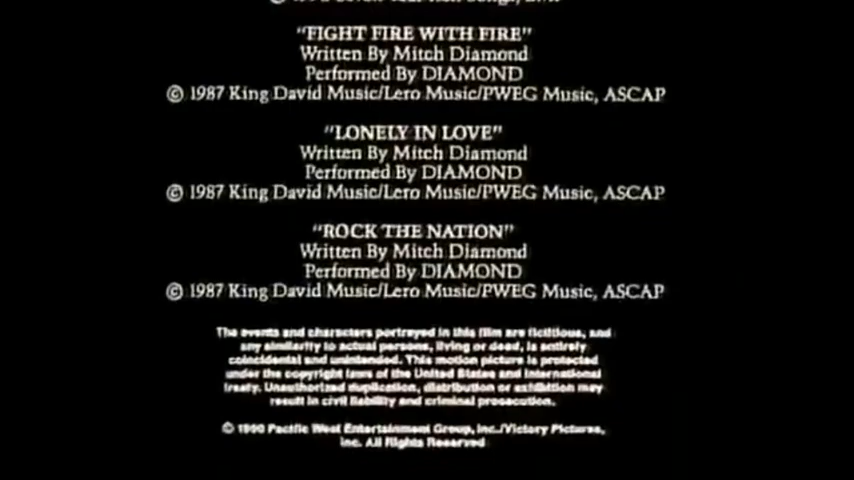 "FIGHT FIRE WITH FIRE"
Written By Mitch Diamond
Performed By DIAMOND
© 1987 King David Music/Lero Music/PWEG Music, ASCAP
"LONELY IN LOVE"
Written By Mitch Diamond
Performed By DIAMOND
© 1987 King David Music/Lero Music/PWEG Music, ASCAP
"ROCK THE NATION"
Written By Mitch Diamond
Performed By DIAMOND
© 1987 King David Music/Lero Music/PWEG Music, ASCAP
The events and characters portrayed in this film are fictitious, and
any similarity to actual persons, living or dead, is entirely
coincidental and unintended. This motion picture is protected
under the copyright laws of the United States and international
treaty. Unauthorized duplication, distribution or exhibition may
result in civil liability and criminal prosecution.
© 1990 Pacific West Entertainment Group, Inc./Victory Pictures,
Inc. All Rights Reserved